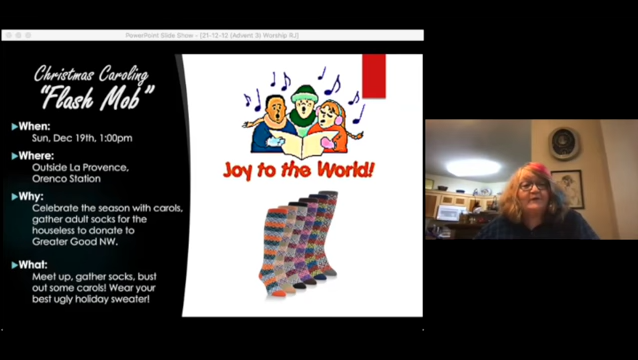 PowerPoint Slide Show - [21-12-12 (Advent 3) Worship RJ]
Christmas Caroling
"Flash Mob"
When:
Sun, Dec 19th, 1:00pm
Where:
Outside La Provence,
Orenco Station
Why:
Celebrate the season with carols,
gather adult socks for the
houseless to donate to
Greater Good NW.
What:
Meet up, gather socks, bust
out some carols! Wear your
best ugly holiday sweater!
Joy to the World!